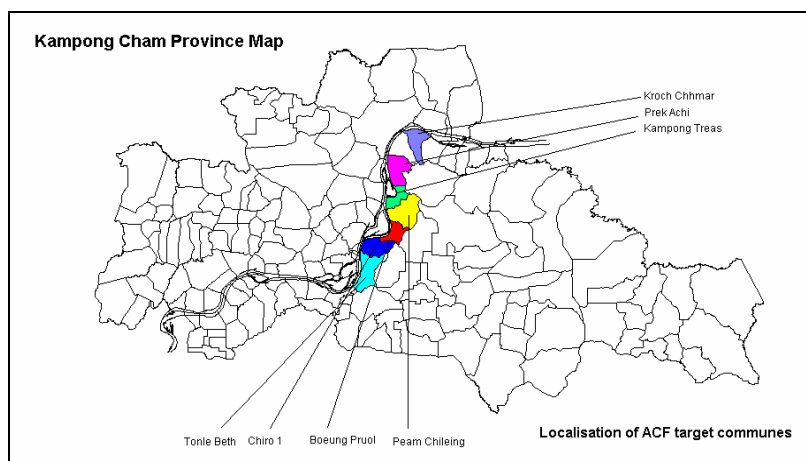 Kampong Cham Province Map
Kroch Chhmar
Prek Achi
Kampong Treas
Tonle Beth
Chiro 1
Boeung Pruol
Peam Chileing
Localisation of ACF target communes